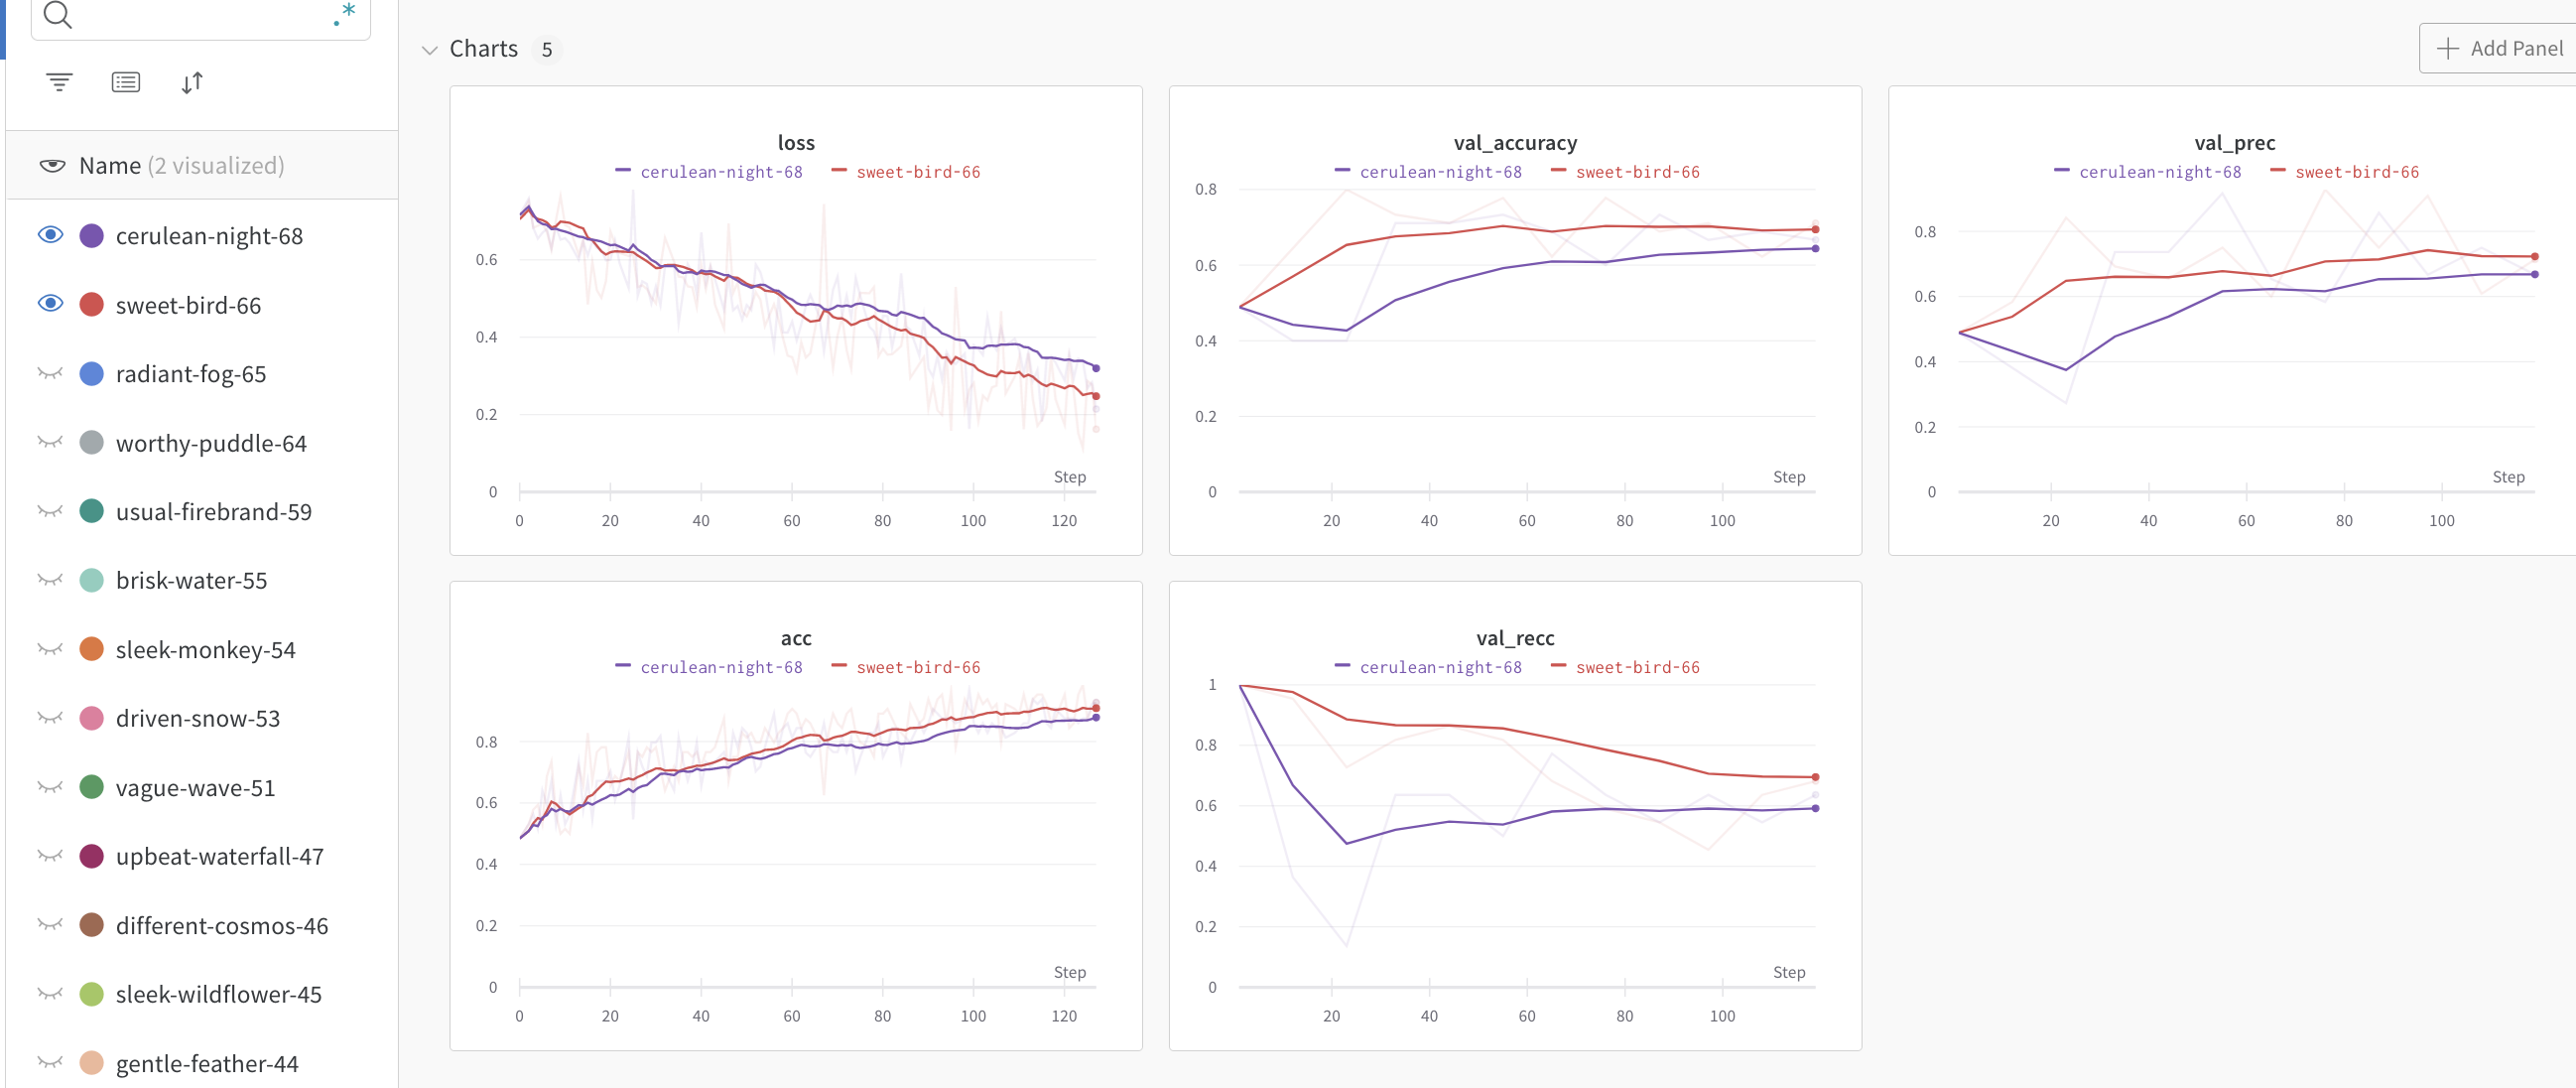 .*
Name (2 visualized)
cerulean-night-68
sweet-bird-66
radiant-fog-65
worthy-puddle-64
usual-firebrand-59
brisk-water-55
sleek-monkey-54
driven-snow-53
vague-wave-51
upbeat-waterfall-47
different-cosmos-46
sleek-wildflower-45
gentle-feather-44
Charts 5
Add Panel
loss
cerulean-night-68 sweet-bird-66
0.6
0.4
0.2
0
Step
0 20 40 60 80 100 120
val_accuracy
cerulean-night-68 sweet-bird-66
0.8
0.6
0.4
0.2
0
Step
20 40 60 80 100
val_prec
cerulean-night-68 sweet-bird-66
0.8
0.6
0.4
0.2
0
Step
20 40 60 80 100
acc
cerulean-night-68 sweet-bird-66
0.8
0.6
0.4
0.2
0
Step
0 20 40 60 80 100 120
val_recc
cerulean-night-68 sweet-bird-66
1
0.8
0.6
0.4
0.2
0
Step
20 40 60 80 100